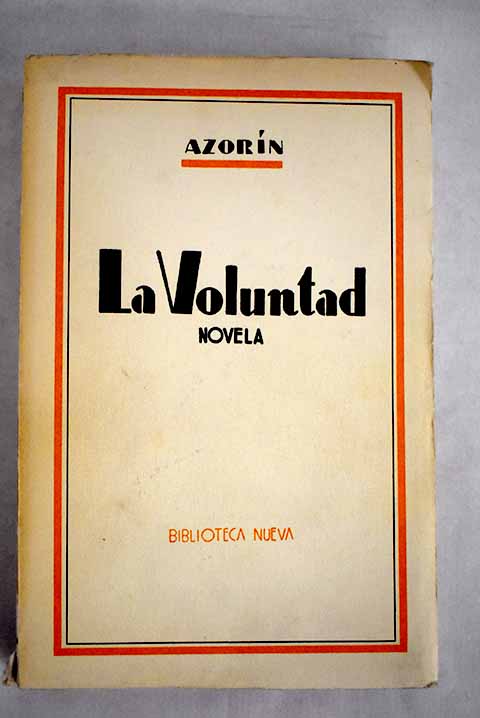 AZORÍN
La Voluntad
NOVELA
BIBLIOTECA NUEVA